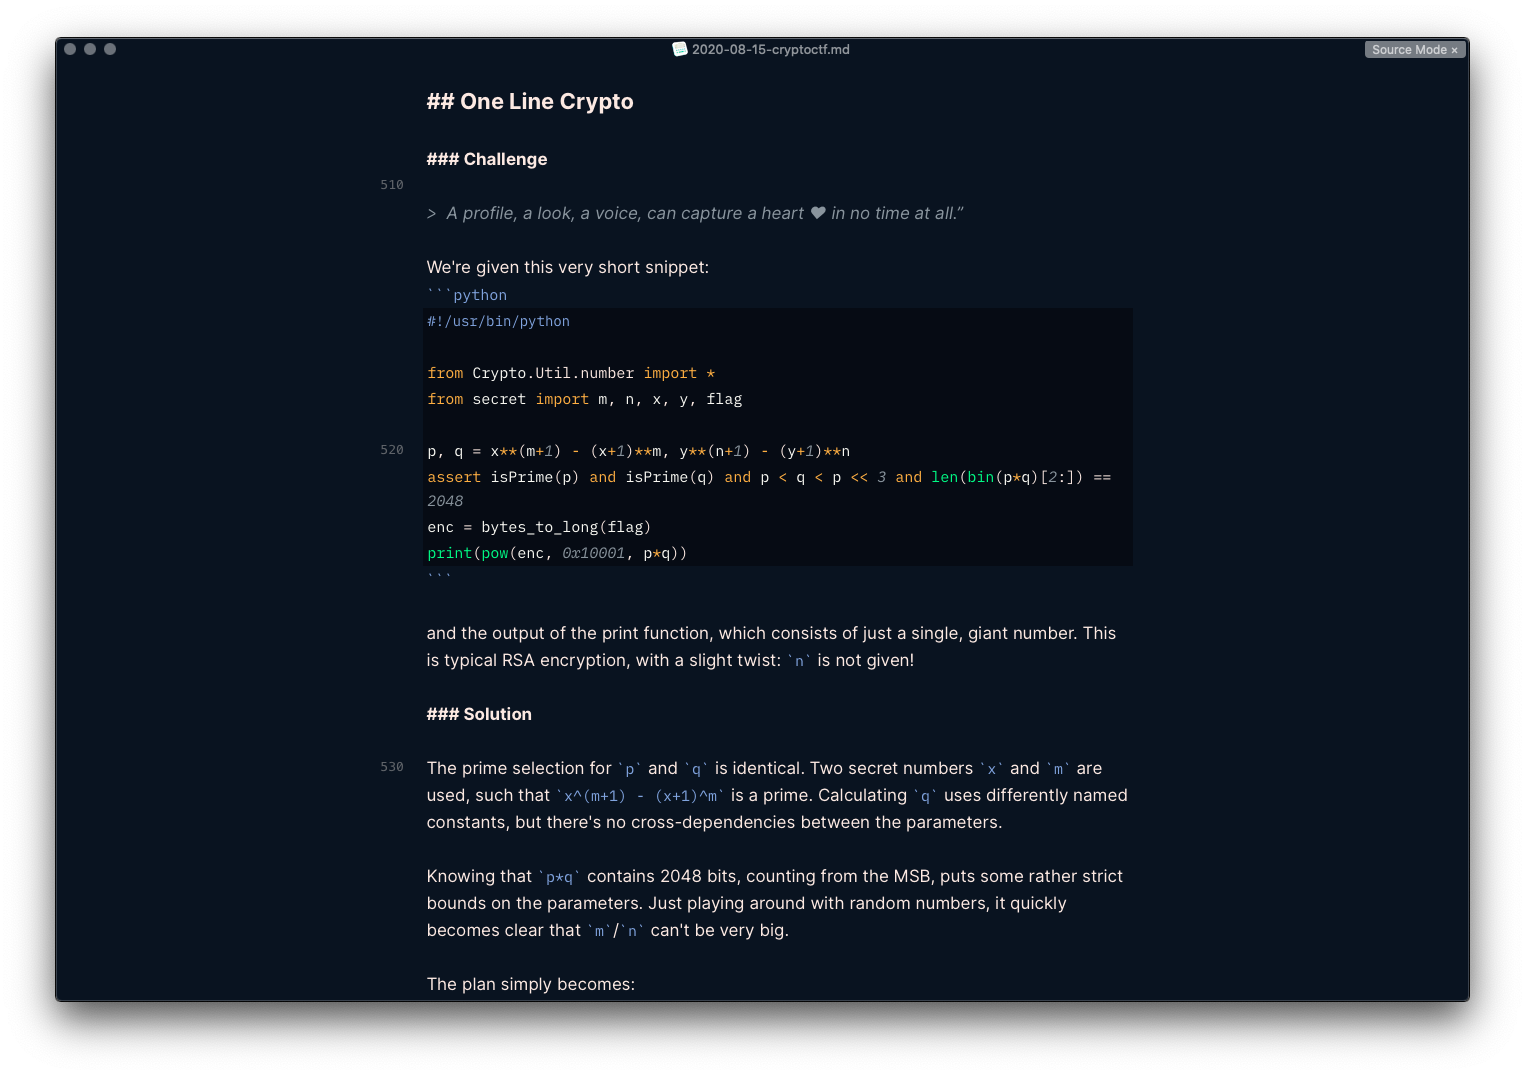 2020-08-15-cryptoctf.md
Source Mode ×
## One Line Crypto
### Challenge
510
> A profile, a look, a voice, can capture a heart ♥ in no time at all.”
We're given this very short snippet:
```python
#!/usr/bin/python
from Crypto.Util.number import *
from secret import m, n, x, y, flag
520
p, q = x**(m+1) - (x+1)**m, y**(n+1) - (y+1)**n
assert isPrime(p) and isPrime(q) and p < q < p << 3 and len(bin(p*q)[2:]) ==
2048
enc = bytes_to_long(flag)
print(pow(enc, 0x10001, p*q))
```
and the output of the print function, which consists of just a single, giant number. This
is typical RSA encryption, with a slight twist: `n` is not given!
### Solution
530
The prime selection for `p` and `q` is identical. Two secret numbers `x` and `m` are
used, such that `x^(m+1) - (x+1)^m` is a prime. Calculating `q` uses differently named
constants, but there's no cross-dependencies between the parameters.
Knowing that `p*q` contains 2048 bits, counting from the MSB, puts some rather strict
bounds on the parameters. Just playing around with random numbers, it quickly
becomes clear that `m`/`n` can't be very big.
The plan simply becomes: